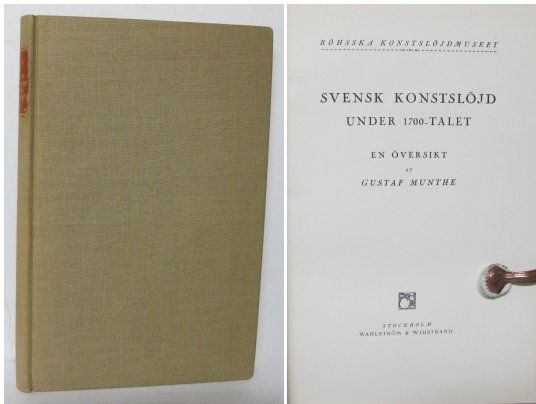 RÖHSSKA KONSTSLÖJDMUSEET
SVENSK KONSTSLÖJD
UNDER 1700-TALET
EN ÖVERSIKT
AV
GUSTAF MUNTHE
STOCKHOLM
WAHLSTRÖM & WIDSTRAND